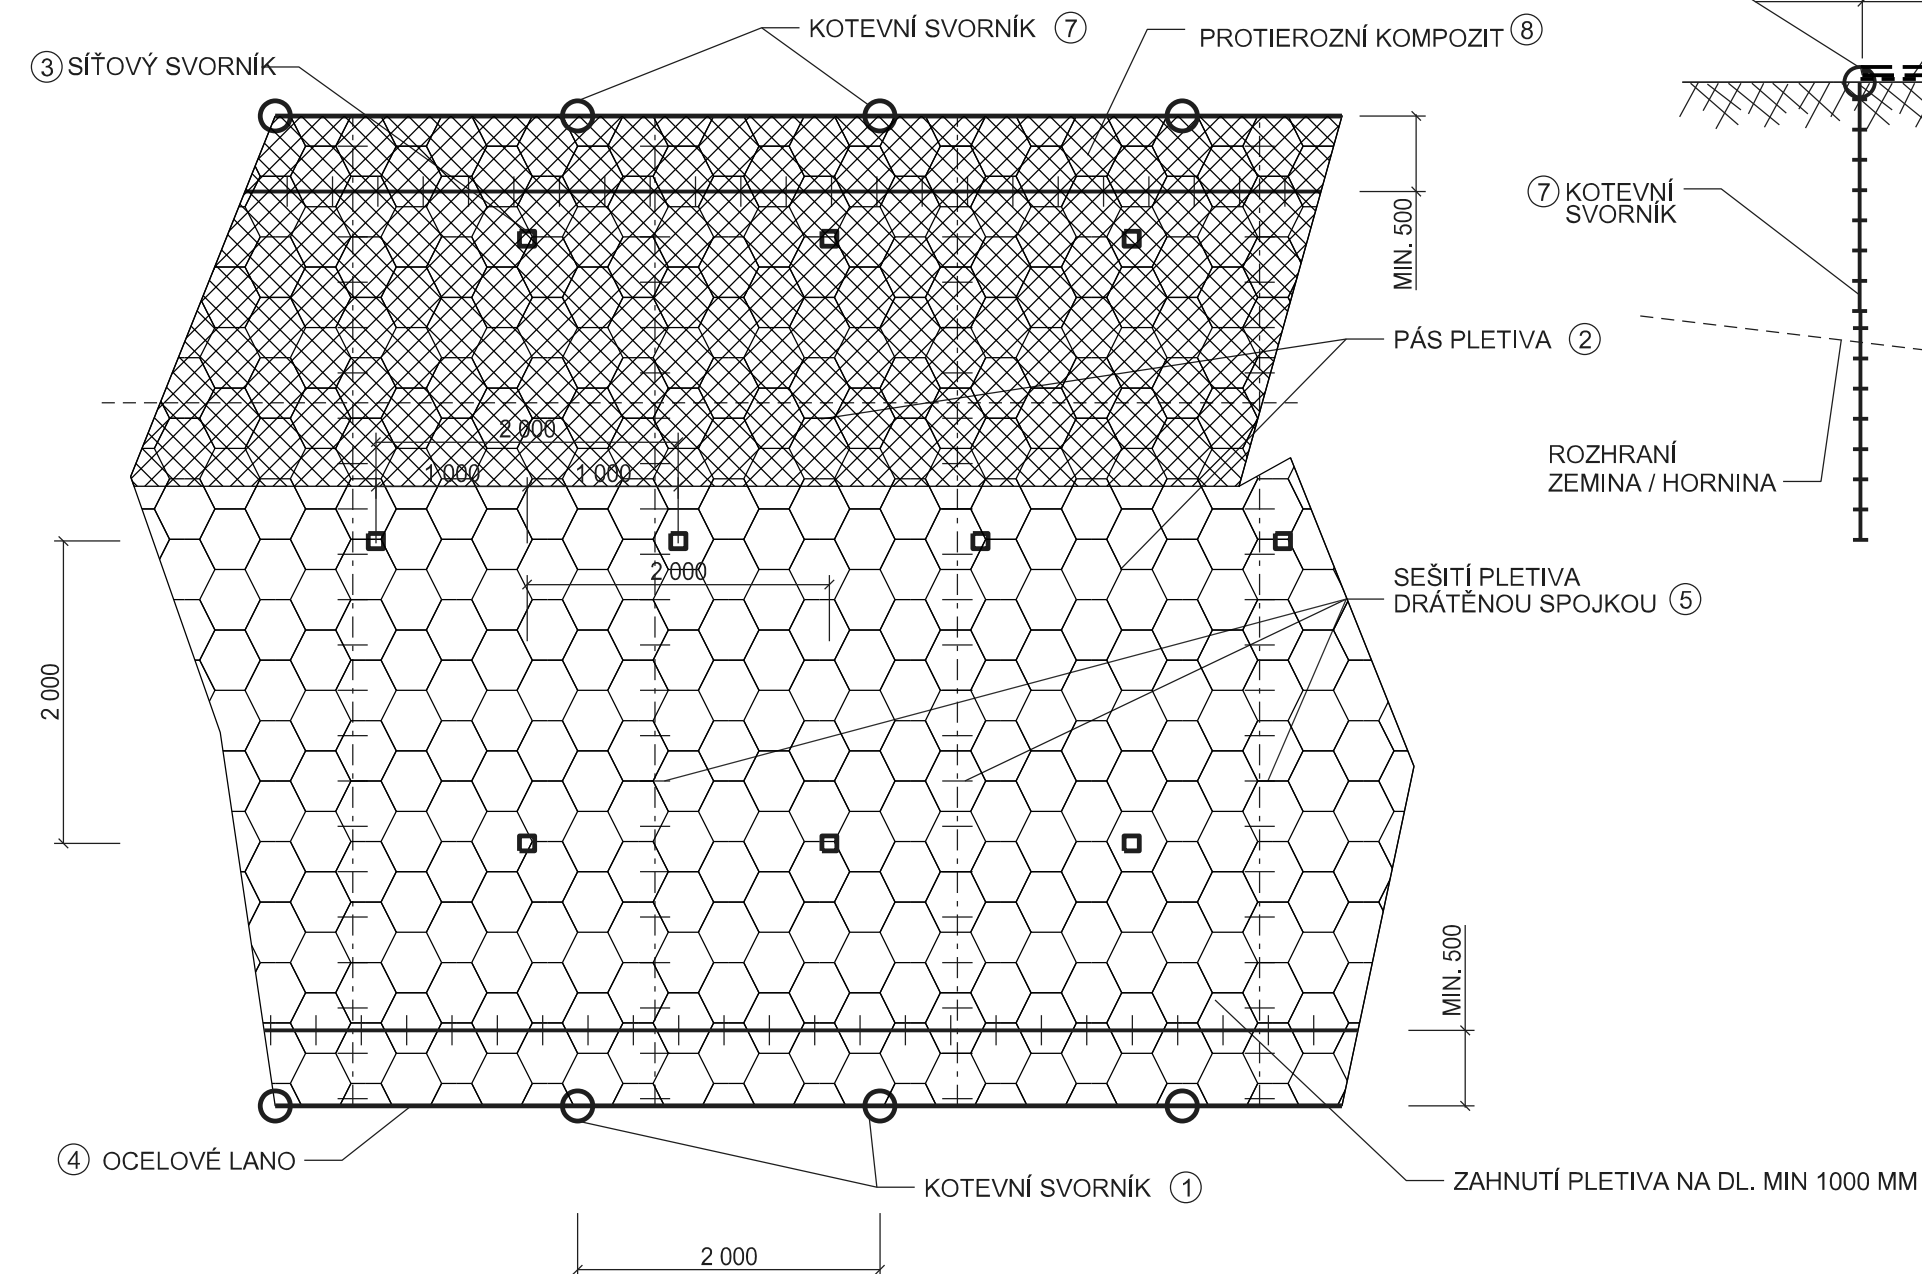 KOTEVNÍ SVORNÍK 7
PROTIEROZNÍ KOMPOZIT 8
3 SÍŤOVÝ SVORNÍK
MIN. 500
7 KOTEVNÍ
SVORNÍK
PÁS PLETIVA 2
2 000
1 000
1 000
ROZHRANÍ
ZEMINA / HORNINA
2 000
SEŠITÍ PLETIVA
DRÁTĚNOU SPOJKOU 5
2 000
MIN. 500
4 OCELOVÉ LANO
KOTEVNÍ SVORNÍK 1
ZAHNUTÍ PLETIVA NA DL. MIN 1000 MM
2 000